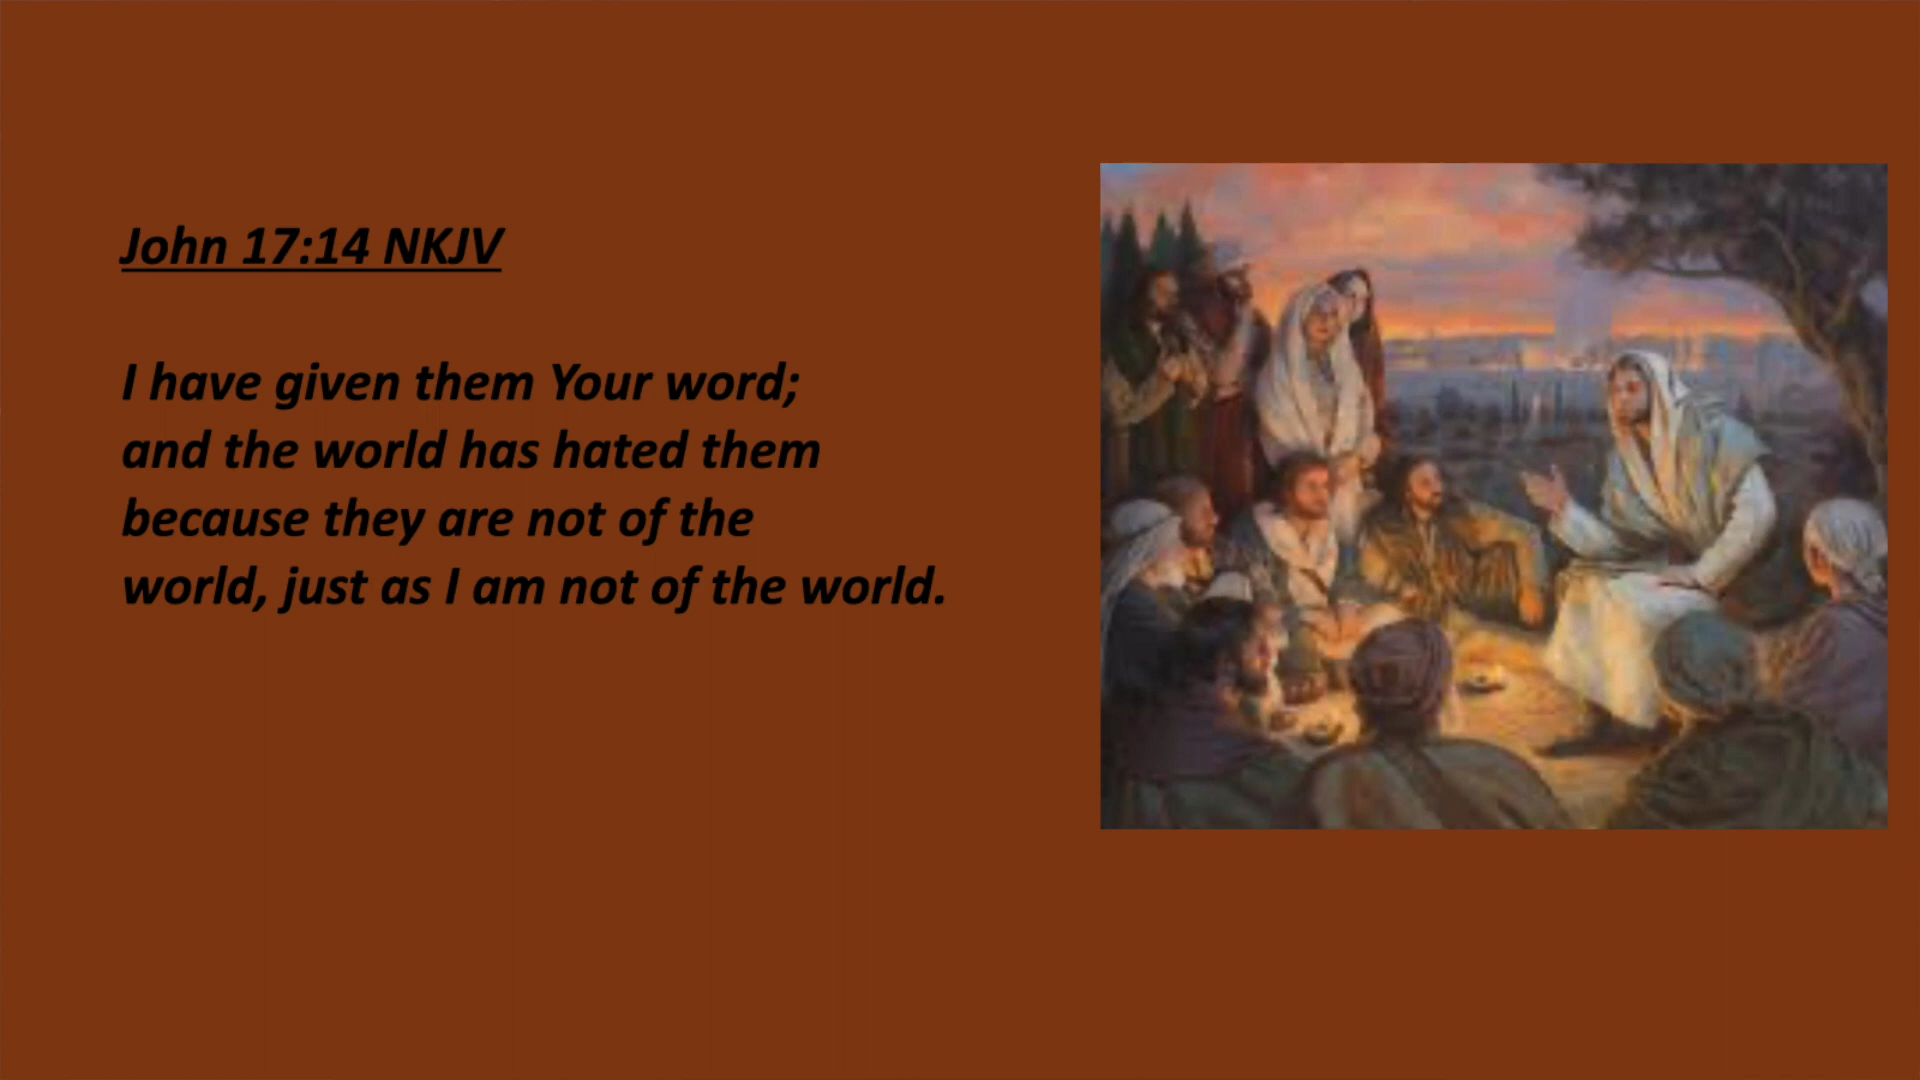 John 17:14 NKJV
I have given them Your word;
and the world has hated them
because they are not of the
world, just as I am not of the world.